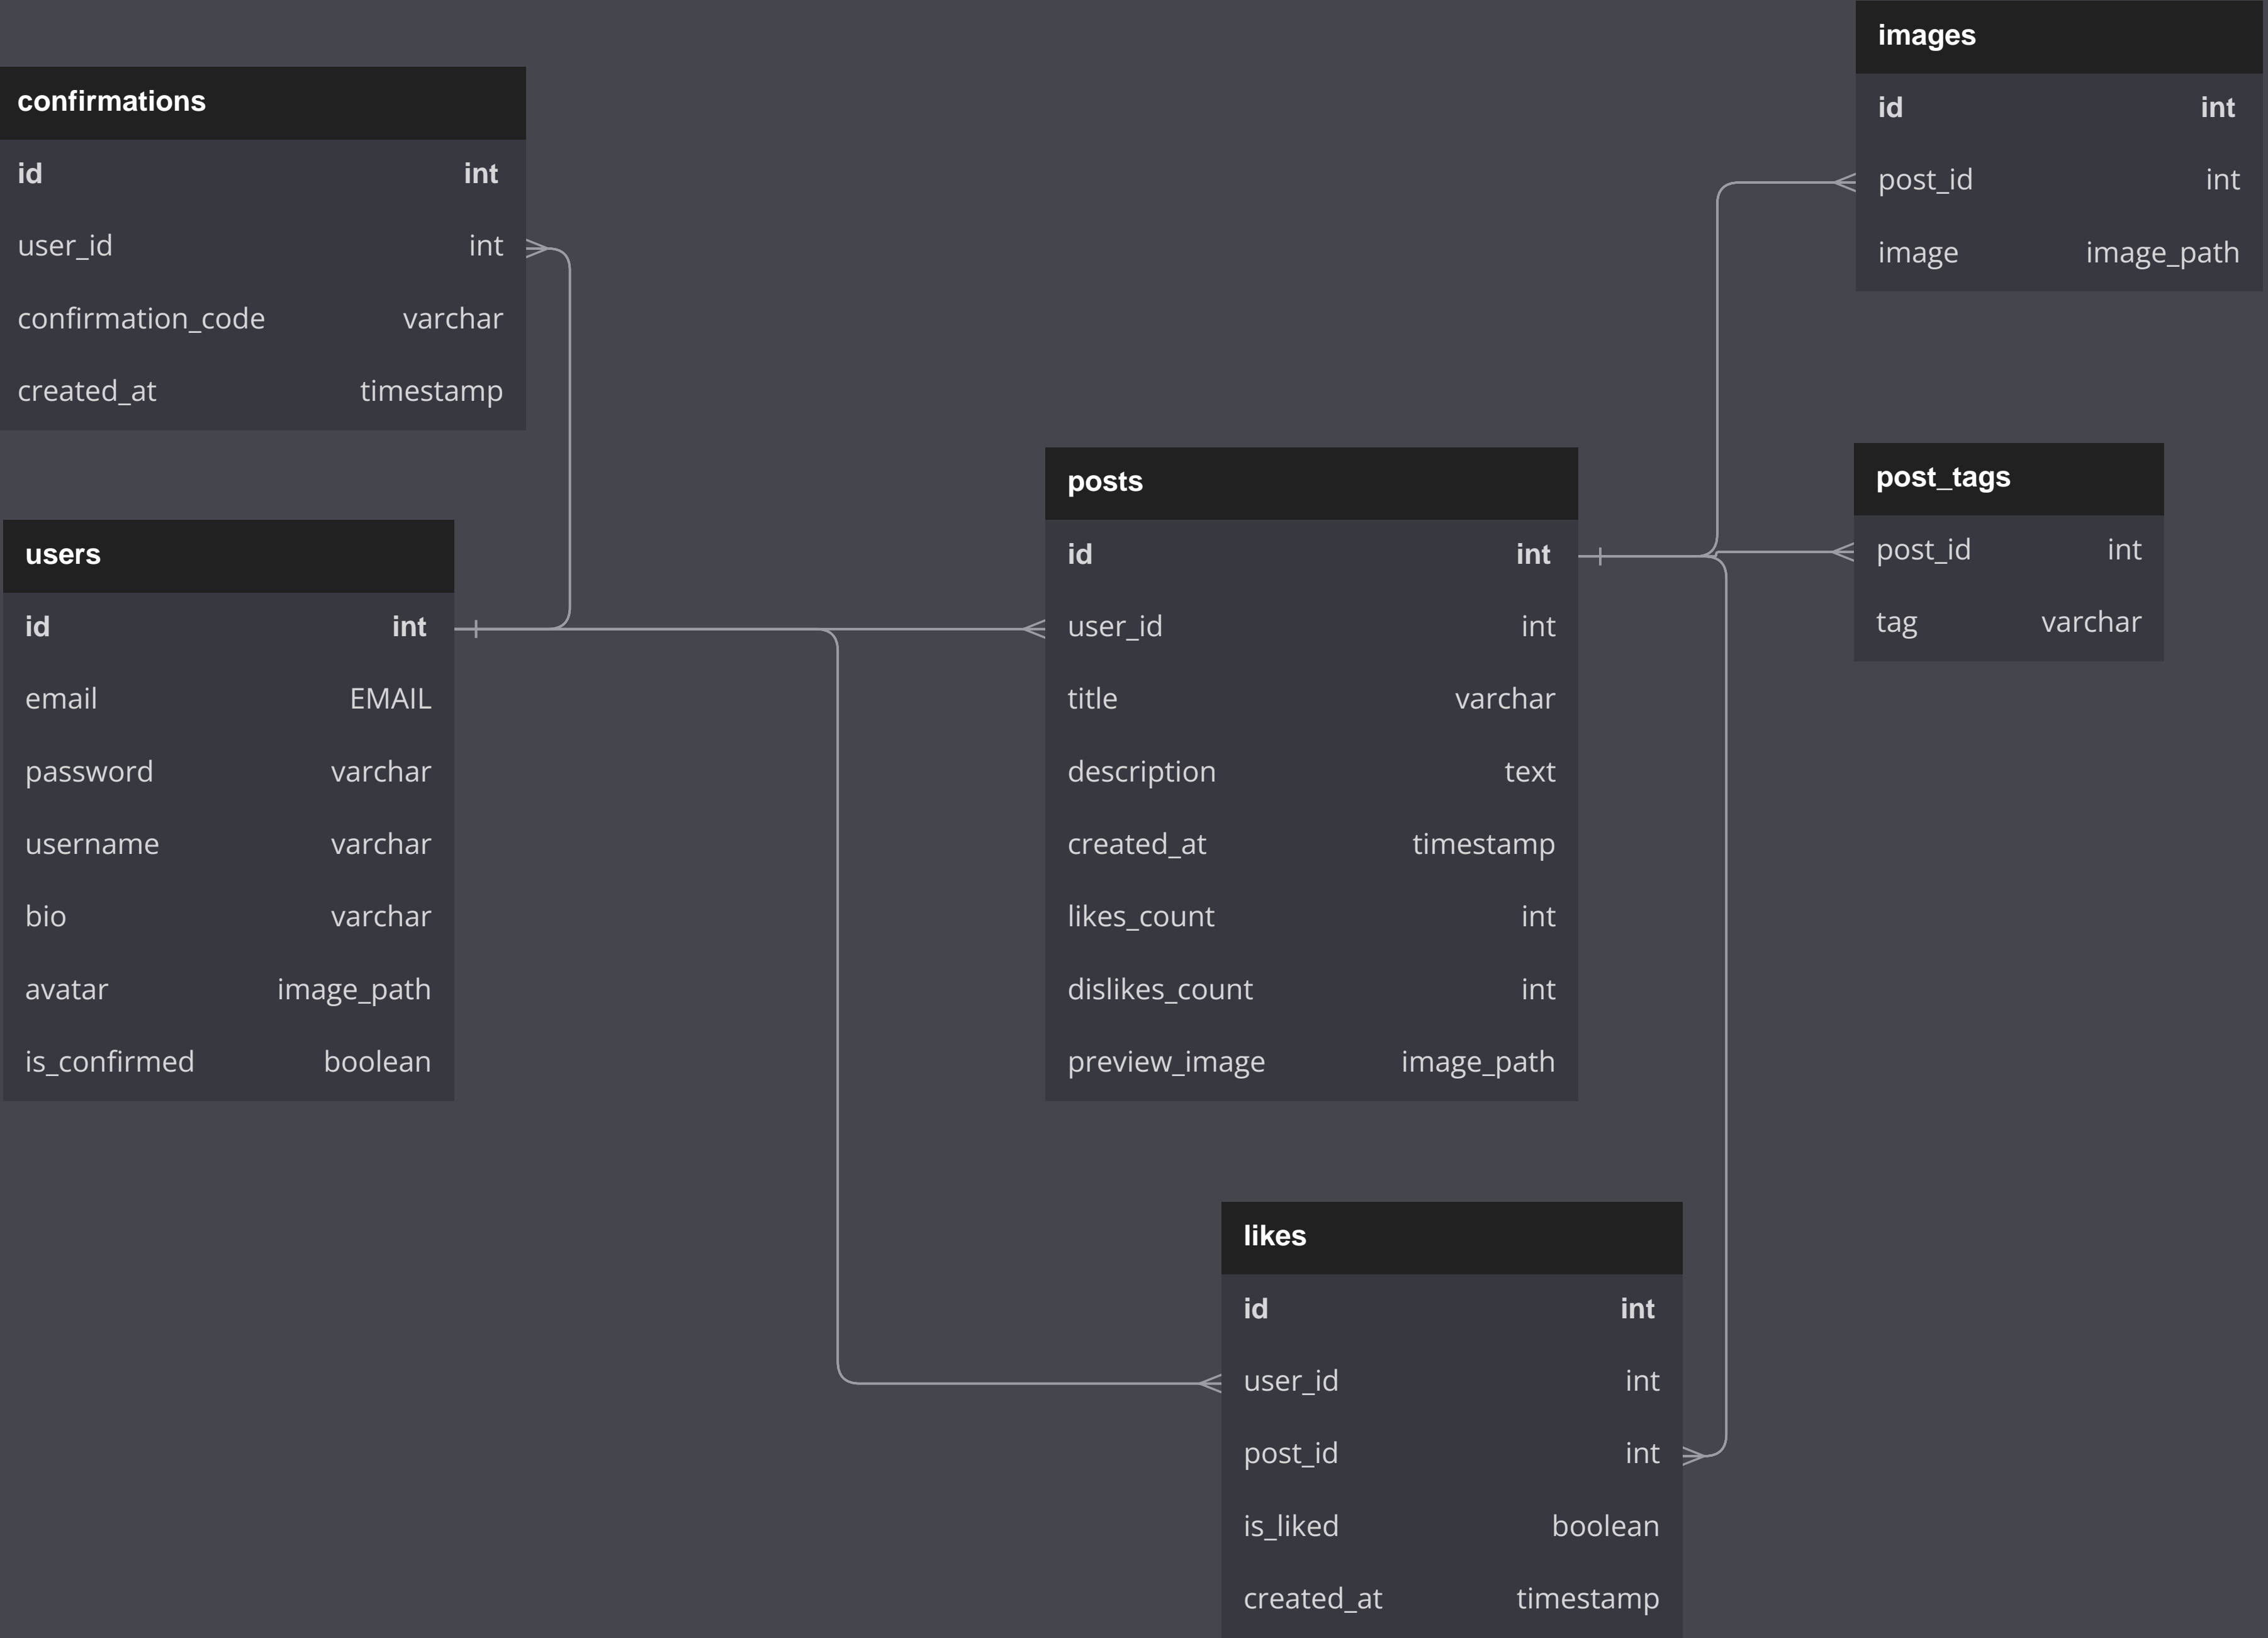 confirmations
id int
user_id int
confirmation_code varchar
created_at timestamp
users
id int
email EMAIL
password varchar
username varchar
bio varchar
avatar image_path
is_confirmed boolean
posts
id int
user_id int
title varchar
description text
created_at timestamp
likes_count int
dislikes_count int
preview_image image_path
images
id int
post_id int
image image_path
post_tags
post_id int
tag varchar
likes
id int
user_id int
post_id int
is_liked boolean
created_at timestamp